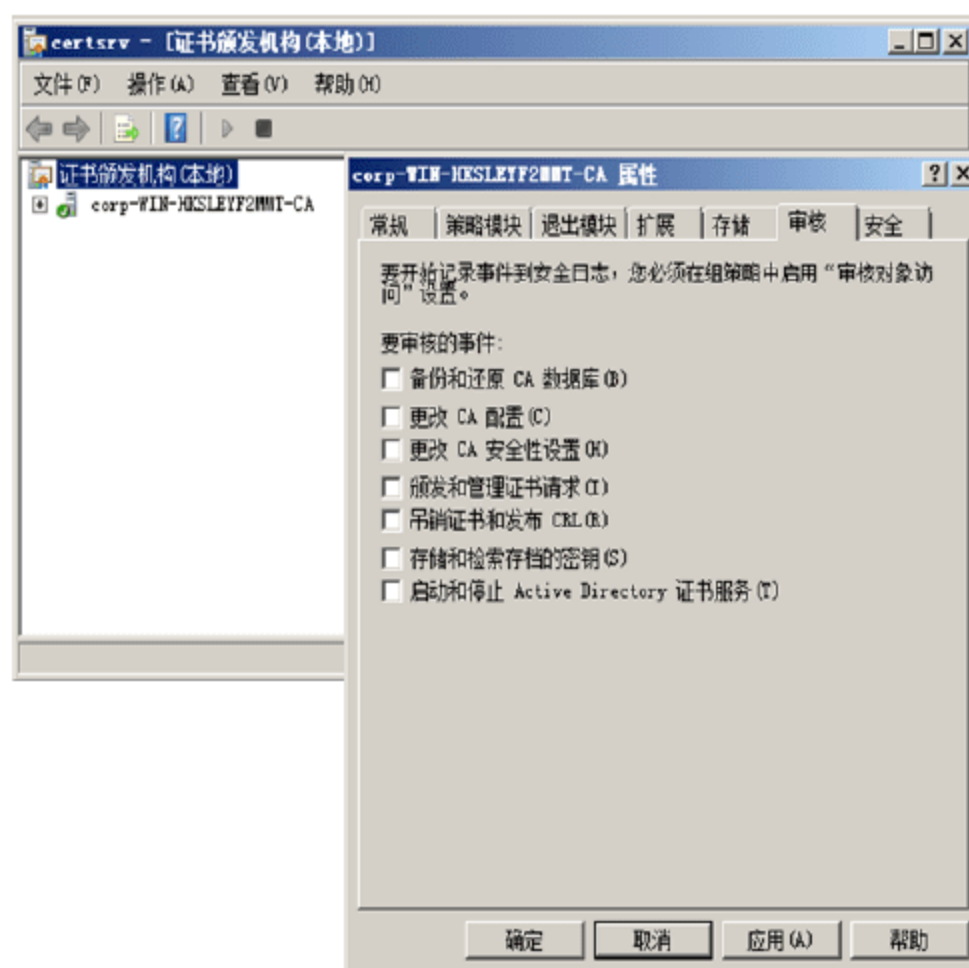 certsrv - [证书颁发机构(本地)]
文件(F) 操作(A) 查看(V) 帮助(H)
证书颁发机构(本地)
corp-WIN-HKSLEYF2MMT-CA
corp-WIN-HKSLEYF2MMT-CA 属性
常规 策略模块 退出模块 扩展 存储 审核 安全
要开始记录事件到安全日志，您必须在组策略中启用“审核对象访
问”设置。
要审核的事件:
备份和还原 CA 数据库(B)
更改 CA 配置(C)
更改 CA 安全性设置(H)
颁发和管理证书请求(I)
吊销证书和发布 CRL(R)
存储和检索存档的密钥(S)
启动和停止 Active Directory 证书服务(T)
确定 取消 应用(A) 帮助